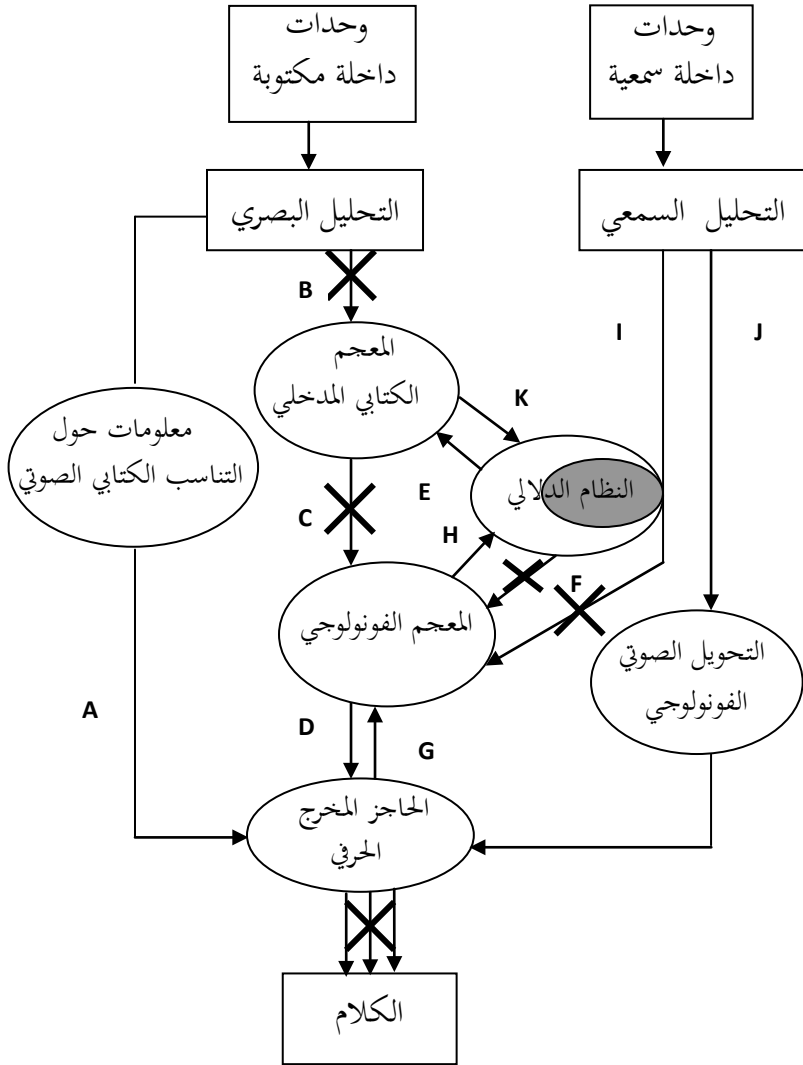 وحدات
داخلة مكتوبة
وحدات
داخلة سمعية
التحليل البصري
التحليل السمعي
B
I
J
المعجم
الكتابي المدخلي
K
معلومات حول
التناسب الكتابي الصوتي
النظام الدلالي
E
C
H
F
المعجم الفونولوجي
التحويل الصوتي
الفونولوجي
A
D
G
الحاجز المخرج
الحرفي
الكلام